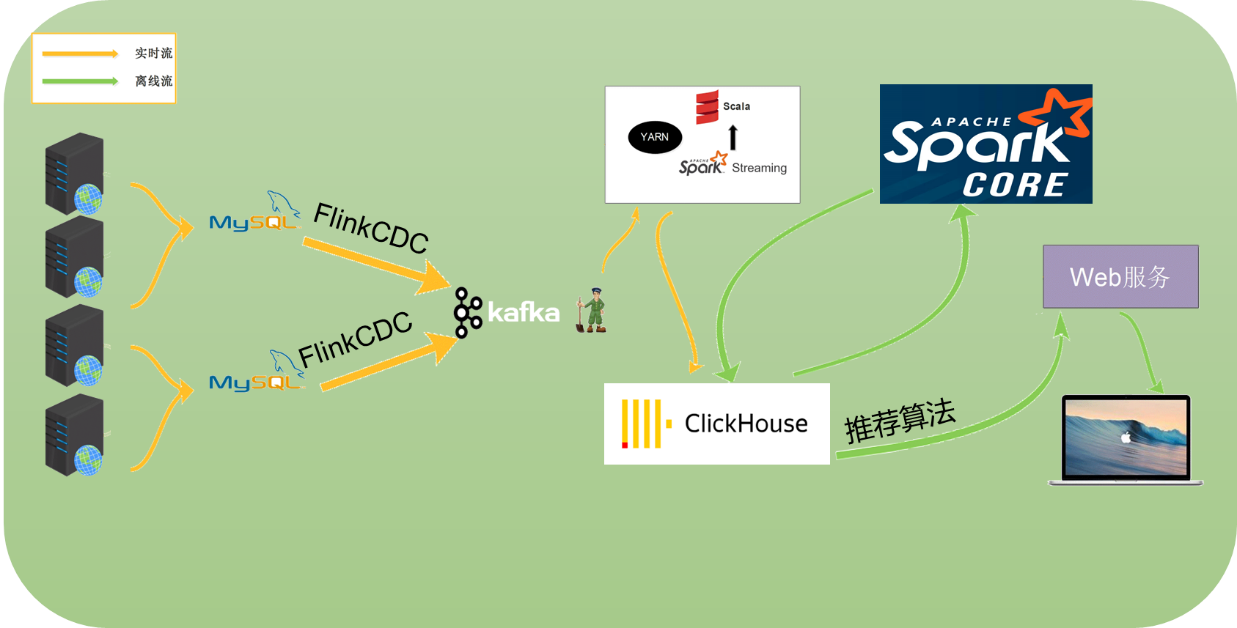 实时流
离线流
MySQL
FlinkCDC
MySQL
FlinkCDC
kafka
Scala
YARN
APACHE
Spark Streaming
APACHE
Spark
CORE
Web服务
ClickHouse
推荐算法